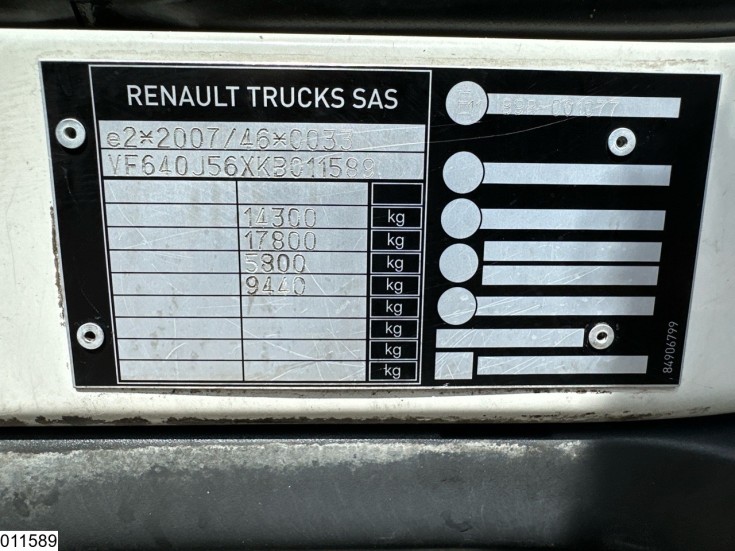 RENAULT TRUCKS SAS
e2*2007/46*0033
VF640J56XKB011589
14300 kg
17800 kg
5800 kg
9440 kg
kg
kg
kg
kg
84906799
011589